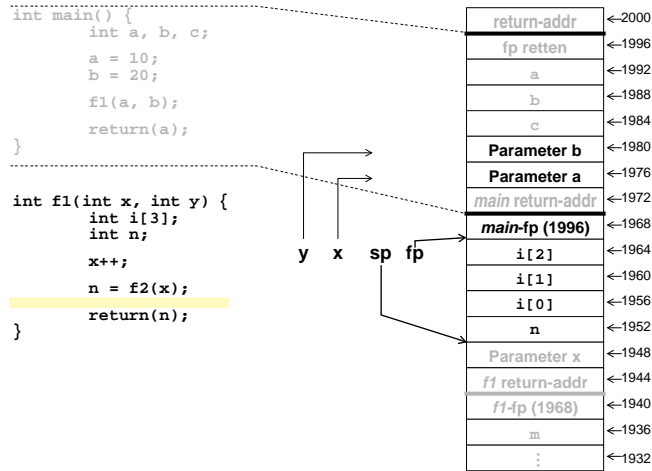 int main() {
int a, b, c;
a = 10;
b = 20;
f1(a, b);
return(a);
}
int f1(int x, int y) {
int i[3];
int n;
x++;
n = f2(x);
return(n);
}
y x sp fp
return-addr ←2000
fp retten ←1996
a ←1992
b ←1988
c ←1984
Parameter b ←1980
Parameter a ←1976
main return-addr ←1972
main-fp (1996) ←1968
i[2] ←1964
i[1] ←1960
i[0] ←1956
n ←1952
Parameter x ←1948
f1 return-addr ←1944
f1-fp (1968) ←1940
m ←1936
⋮ ←1932